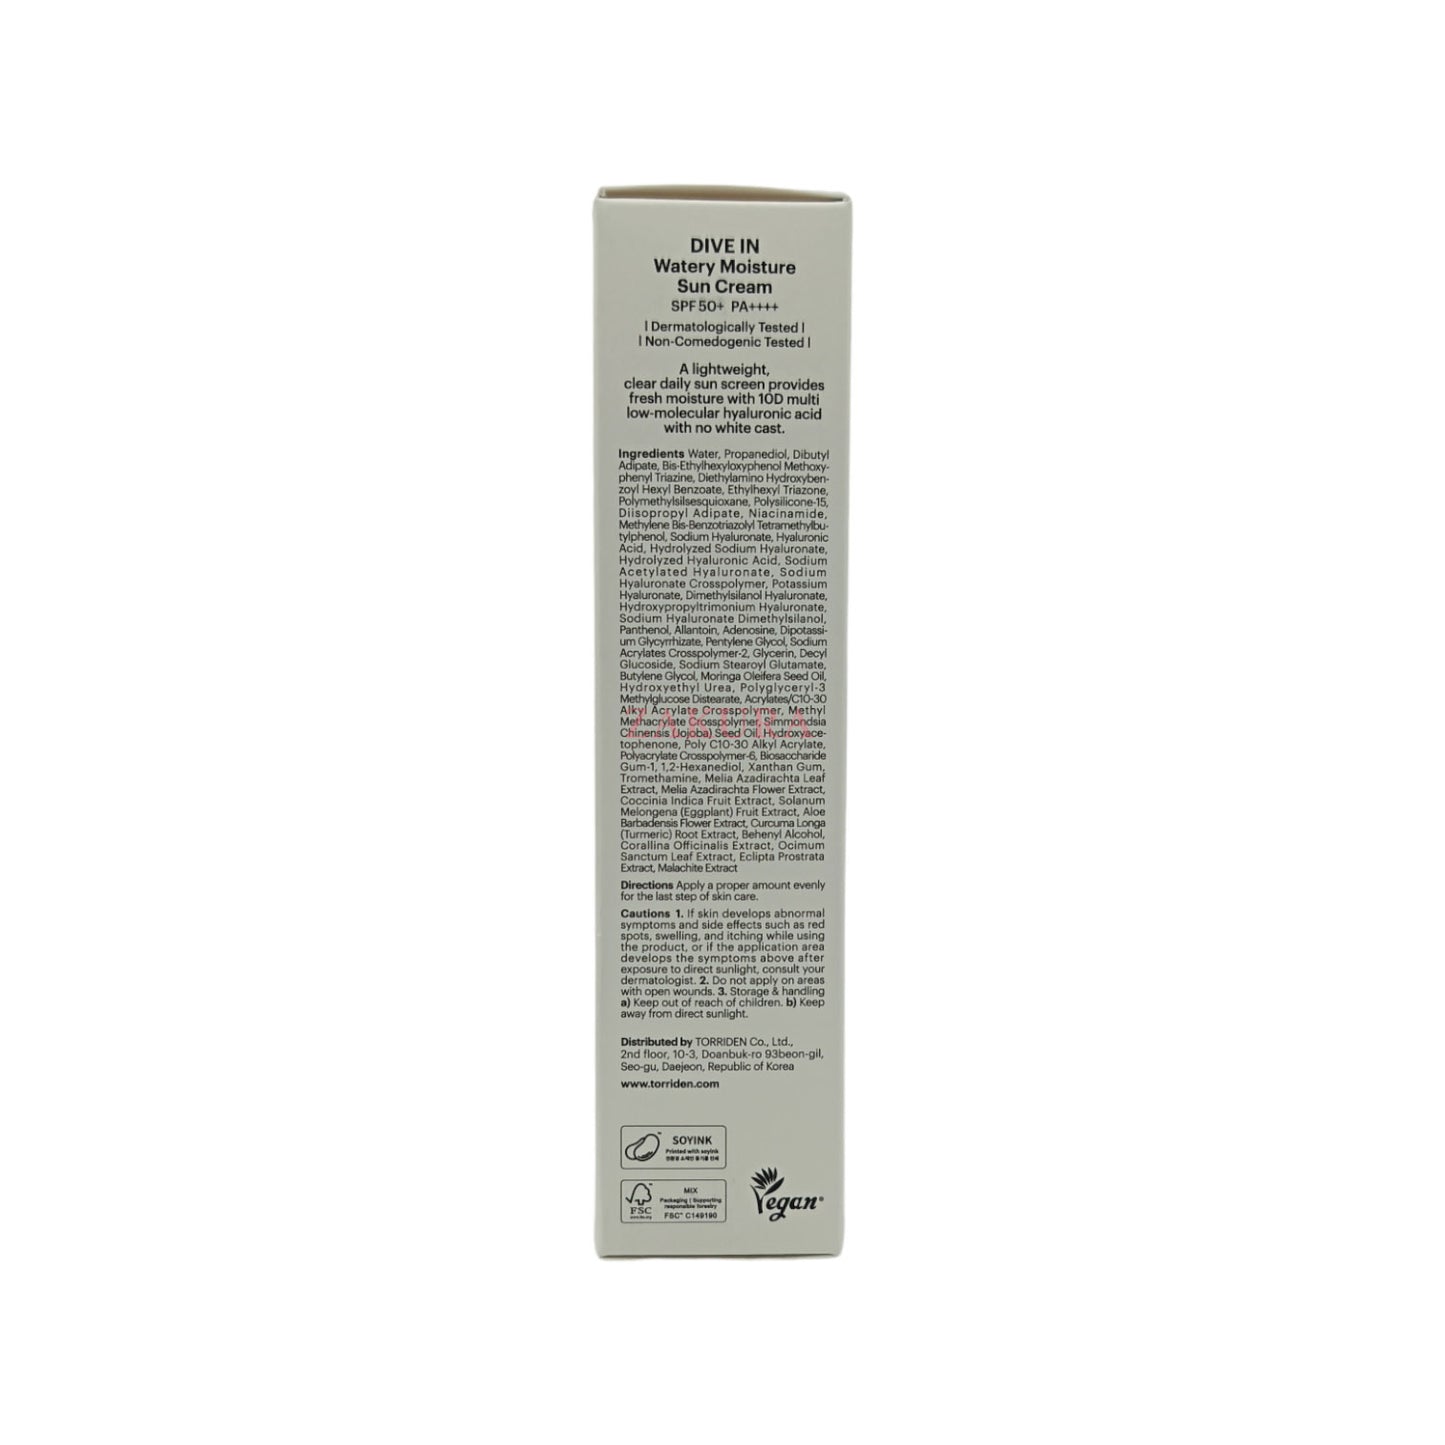 DIVE IN
Watery Moisture
Sun Cream
SPF 50+ PA++++
| Dermatologically Tested |
| Non-Comedogenic Tested |
A lightweight,
clear daily sun screen provides
fresh moisture with 10D multi
low-molecular hyaluronic acid
with no white cast.
Ingredients Water, Propanediol, Dibutyl
Adipate, Bis-Ethylhexyloxyphenol Methoxy-
phenyl Triazine, Diethylamino Hydroxyben-
zoyl Hexyl Benzoate, Ethylhexyl Triazone,
Polymethylsilsesquioxane, Polysilicone-15,
Diisopropyl Adipate, Niacinamide,
Methylene Bis-Benzotriazolyl Tetramethylbu-
tylphenol, Sodium Hyaluronate, Hyaluronic
Acid, Hydrolyzed Sodium Hyaluronate,
Hydrolyzed Hyaluronic Acid, Sodium
Acetylated Hyaluronate, Sodium
Hyaluronate Crosspolymer, Potassium
Hyaluronate, Dimethylsilanol Hyaluronate,
Hydroxypropyltrimonium Hyaluronate,
Sodium Hyaluronate Dimethylsilanol,
Panthenol, Allantoin, Adenosine, Dipotassi-
um Glycyrrhizate, Pentylene Glycol, Sodium
Acrylates Crosspolymer-2, Glycerin, Decyl
Glucoside, Sodium Stearoyl Glutamate,
Butylene Glycol, Moringa Oleifera Seed Oil,
Hydroxyethyl Urea, Polyglyceryl-3
Methylglucose Distearate, Acrylates/C10-30
Alkyl Acrylate Crosspolymer, Methyl
Methacrylate Crosspolymer, Simmondsia
Chinensis (Jojoba) Seed Oil, Hydroxyace-
tophenone, Poly C10-30 Alkyl Acrylate,
Polyacrylate Crosspolymer-6, Biosaccharide
Gum-1, 1,2-Hexanediol, Xanthan Gum,
Tromethamine, Melia Azadirachta Leaf
Extract, Melia Azadirachta Flower Extract,
Coccinia Indica Fruit Extract, Solanum
Melongena (Eggplant) Fruit Extract, Aloe
Barbadensis Flower Extract, Curcuma Longa
(Turmeric) Root Extract, Behenyl Alcohol,
Corallina Officinalis Extract, Ocimum
Sanctum Leaf Extract, Eclipta Prostrata
Extract, Malachite Extract
Directions Apply a proper amount evenly
for the last step of skin care.
Cautions 1. If skin develops abnormal
symptoms and side effects such as red
spots, swelling, and itching while using
the product, or if the application area
develops the symptoms above after
exposure to direct sunlight, consult your
dermatologist. 2. Do not apply on areas
with open wounds. 3. Storage & handling
a) Keep out of reach of children. b) Keep
away from direct sunlight.
Distributed by TORRIDEN Co., Ltd.,
2nd floor, 10-3, Doanbuk-ro 93beon-gil,
Seo-gu, Daejeon, Republic of Korea
www.torriden.com
SOYINK
Printed with soyink
FSC
MIX
Packaging | Supporting
responsible forestry
FSC™ C149190
Vegan®